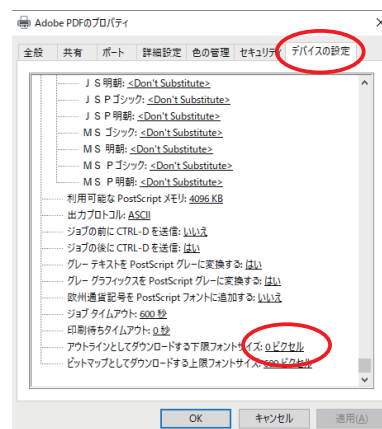 Adobe PDFのプロパティ
全般 共有 ポート 詳細設定 色の管理 セキュリティ デバイスの設定
ＪＳ明朝: <Don't Substitute>
ＪＳＰゴシック: <Don't Substitute>
ＪＳＰ明朝: <Don't Substitute>
ＭＳ ゴシック: <Don't Substitute>
ＭＳ 明朝: <Don't Substitute>
ＭＳ Ｐゴシック: <Don't Substitute>
ＭＳ Ｐ明朝: <Don't Substitute>
利用可能な PostScript メモリ: 4096 KB
出力プロトコル: ASCII
ジョブの前に CTRL-D を送信: いいえ
ジョブの後に CTRL-D を送信: はい
グレー テキストを PostScript グレーに変換する: はい
グレー グラフィックスを PostScript グレーに変換する: はい
欧州通貨記号を PostScript フォントに追加する: いいえ
ジョブ タイムアウト: 600 秒
印刷待ちタイムアウト: 0 秒
アウトラインとしてダウンロードする下限フォントサイズ: 0 ピクセル
ビットマップとしてダウンロードする上限フォントサイズ: 600 ピクセル
OK キャンセル 適用(A)